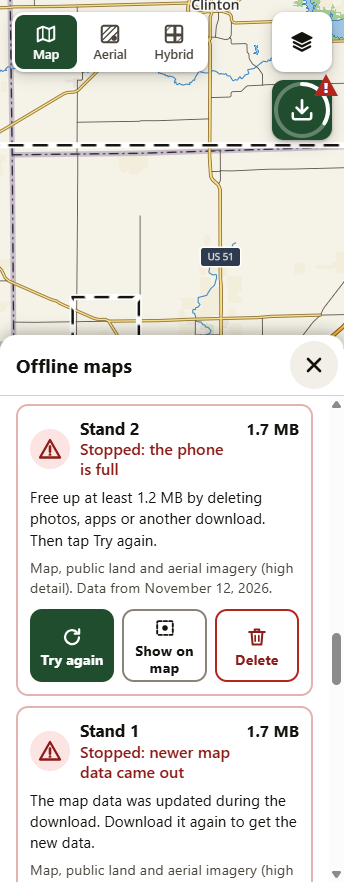 Clinton
Map
Aerial
Hybrid
US 51
Offline maps
Stand 2
1.7 MB
Stopped: the phone
is full
Free up at least 1.2 MB by deleting
photos, apps or another download.
Then tap Try again.
Map, public land and aerial imagery (high
detail). Data from November 12, 2026.
Try again
Show on
map
Delete
Stand 1
1.7 MB
Stopped: newer map
data came out
The map data was updated during the
download. Download it again to get the
new data.
Map, public land and aerial imagery (high